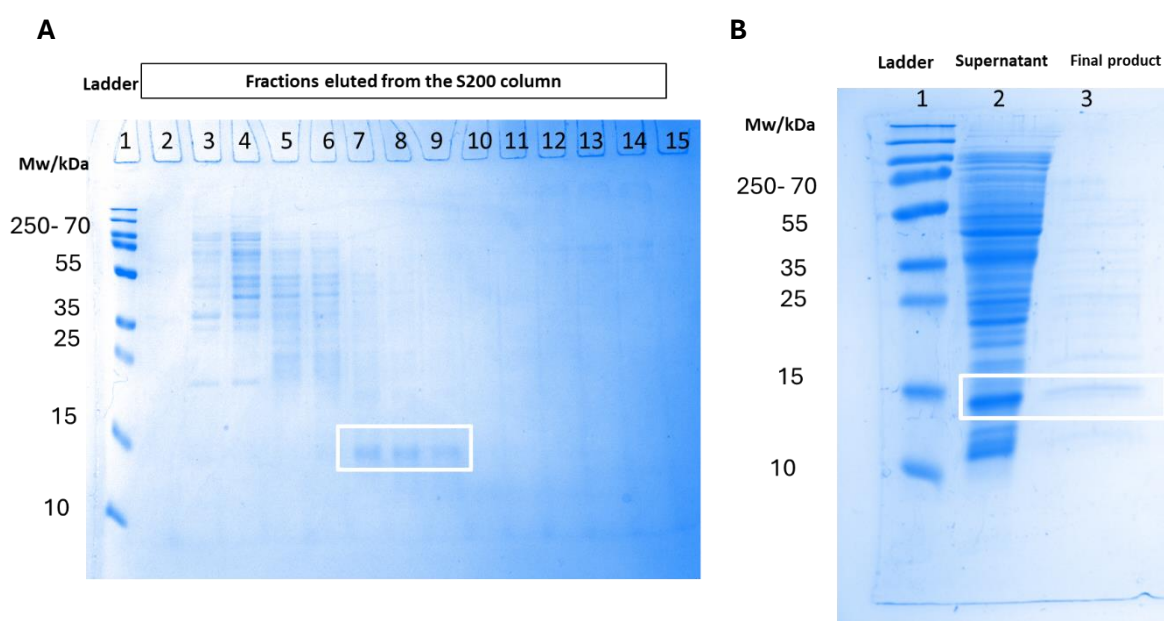 A
Ladder
Fractions eluted from the S200 column
1 2 3 4 5 6 7 8 9 10 11 12 13 14 15
Mw/kDa
250- 70
55
35
25
15
10
B
Ladder Supernatant Final product
1 2 3
Mw/kDa
250- 70
55
35
25
15
10